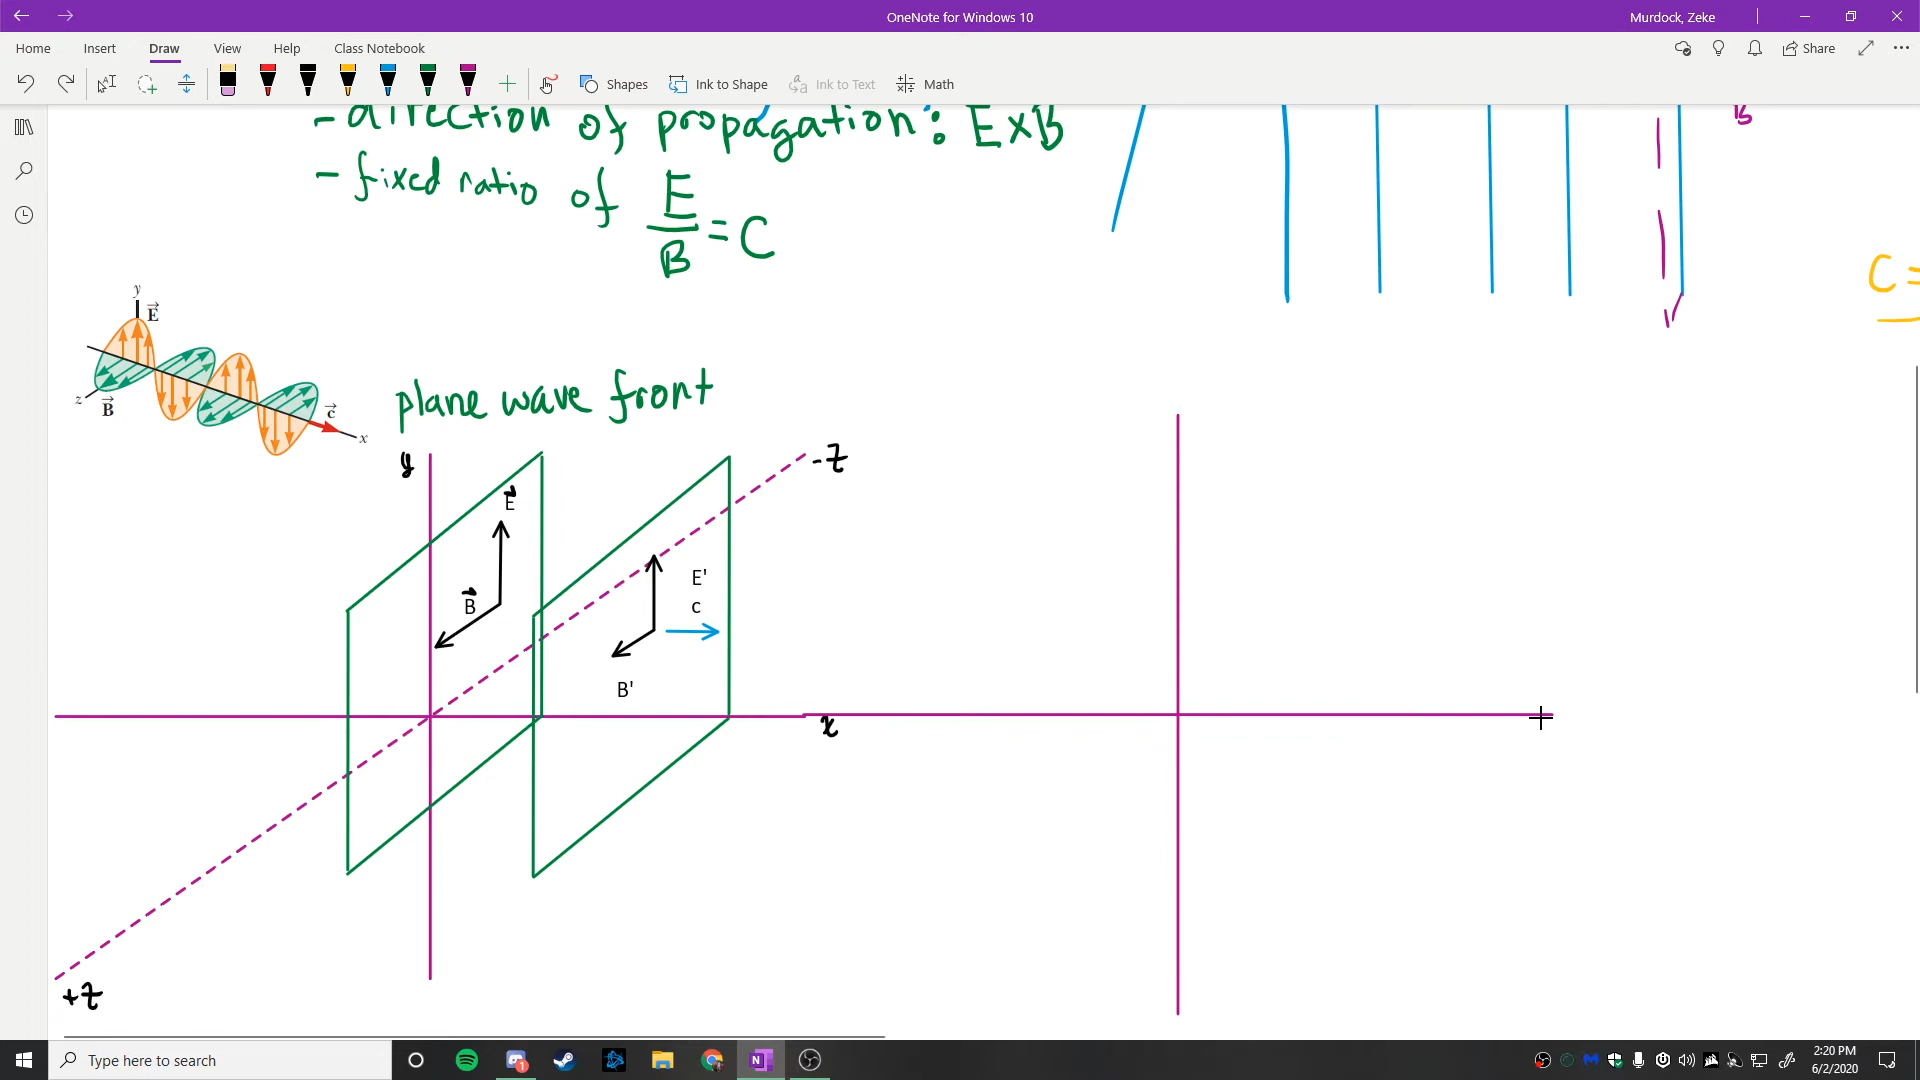 OneNote for Windows 10
Murdock, Zeke
Home Insert Draw View Help Class Notebook
Share
Shapes Ink to Shape Ink to Text Math
- direction of propagation: E×B
- fixed ratio of E/B = C
B
C =
y
E
z
B
c
x
plane wave front
y
-z
E
B
E'
c
B'
x
+z
Type here to search
1
2:20 PM
6/2/2020